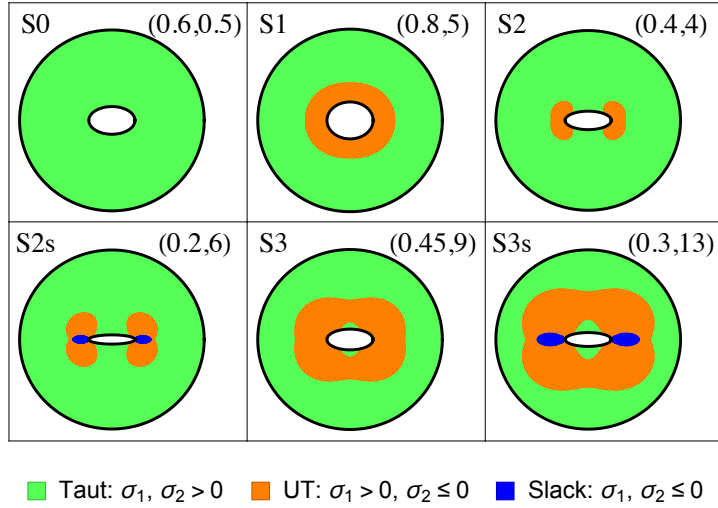 S0 (0.6,0.5) S1 (0.8,5) S2 (0.4,4)
S2s (0.2,6) S3 (0.45,9) S3s (0.3,13)
Taut: σ₁, σ₂ > 0 UT: σ₁ > 0, σ₂ ≤ 0 Slack: σ₁, σ₂ ≤ 0